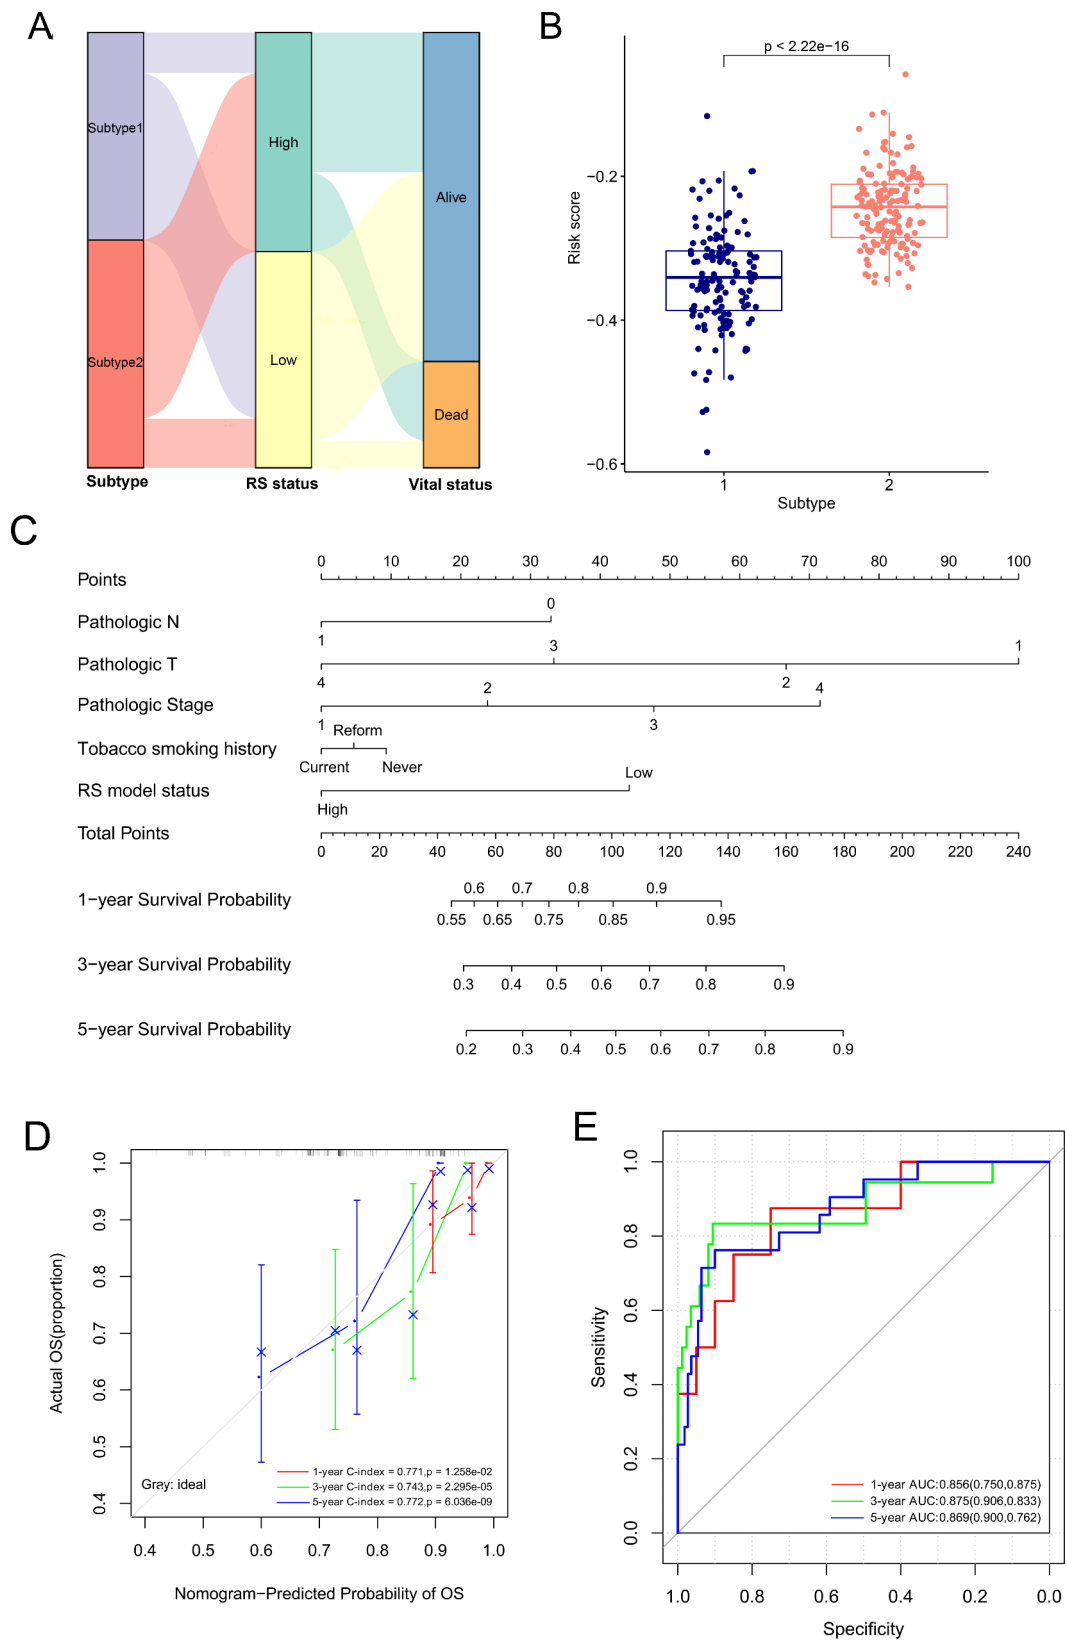 A
Subtype1
Subtype2
High
Low
Alive
Dead
Subtype
RS status
Vital status
B
p < 2.22e−16
Risk score
−0.2
−0.4
−0.6
1
2
Subtype
C
Points
0 10 20 30 40 50 60 70 80 90 100
Pathologic N
0
1
Pathologic T
3 1
4 2
Pathologic Stage
2 4
1 3
Tobacco smoking history
Reform
Current Never
RS model status
Low
High
Total Points
0 20 40 60 80 100 120 140 160 180 200 220 240
1−year Survival Probability
0.6 0.7 0.8 0.9
0.55 0.65 0.75 0.85 0.95
3−year Survival Probability
0.3 0.4 0.5 0.6 0.7 0.8 0.9
5−year Survival Probability
0.2 0.3 0.4 0.5 0.6 0.7 0.8 0.9
D
Actual OS(proportion)
1.0
0.9
0.8
0.7
0.6
0.5
0.4
Gray: ideal
1-year C-index = 0.771,p = 1.258e-02
3-year C-index = 0.743,p = 2.295e-05
5-year C-index = 0.772,p = 6.036e-09
0.4 0.5 0.6 0.7 0.8 0.9 1.0
Nomogram−Predicted Probability of OS
E
Sensitivity
1.0
0.8
0.6
0.4
0.2
0.0
1-year AUC:0.856(0.750,0.875)
3-year AUC:0.875(0.906,0.833)
5-year AUC:0.869(0.900,0.762)
1.0 0.8 0.6 0.4 0.2 0.0
Specificity